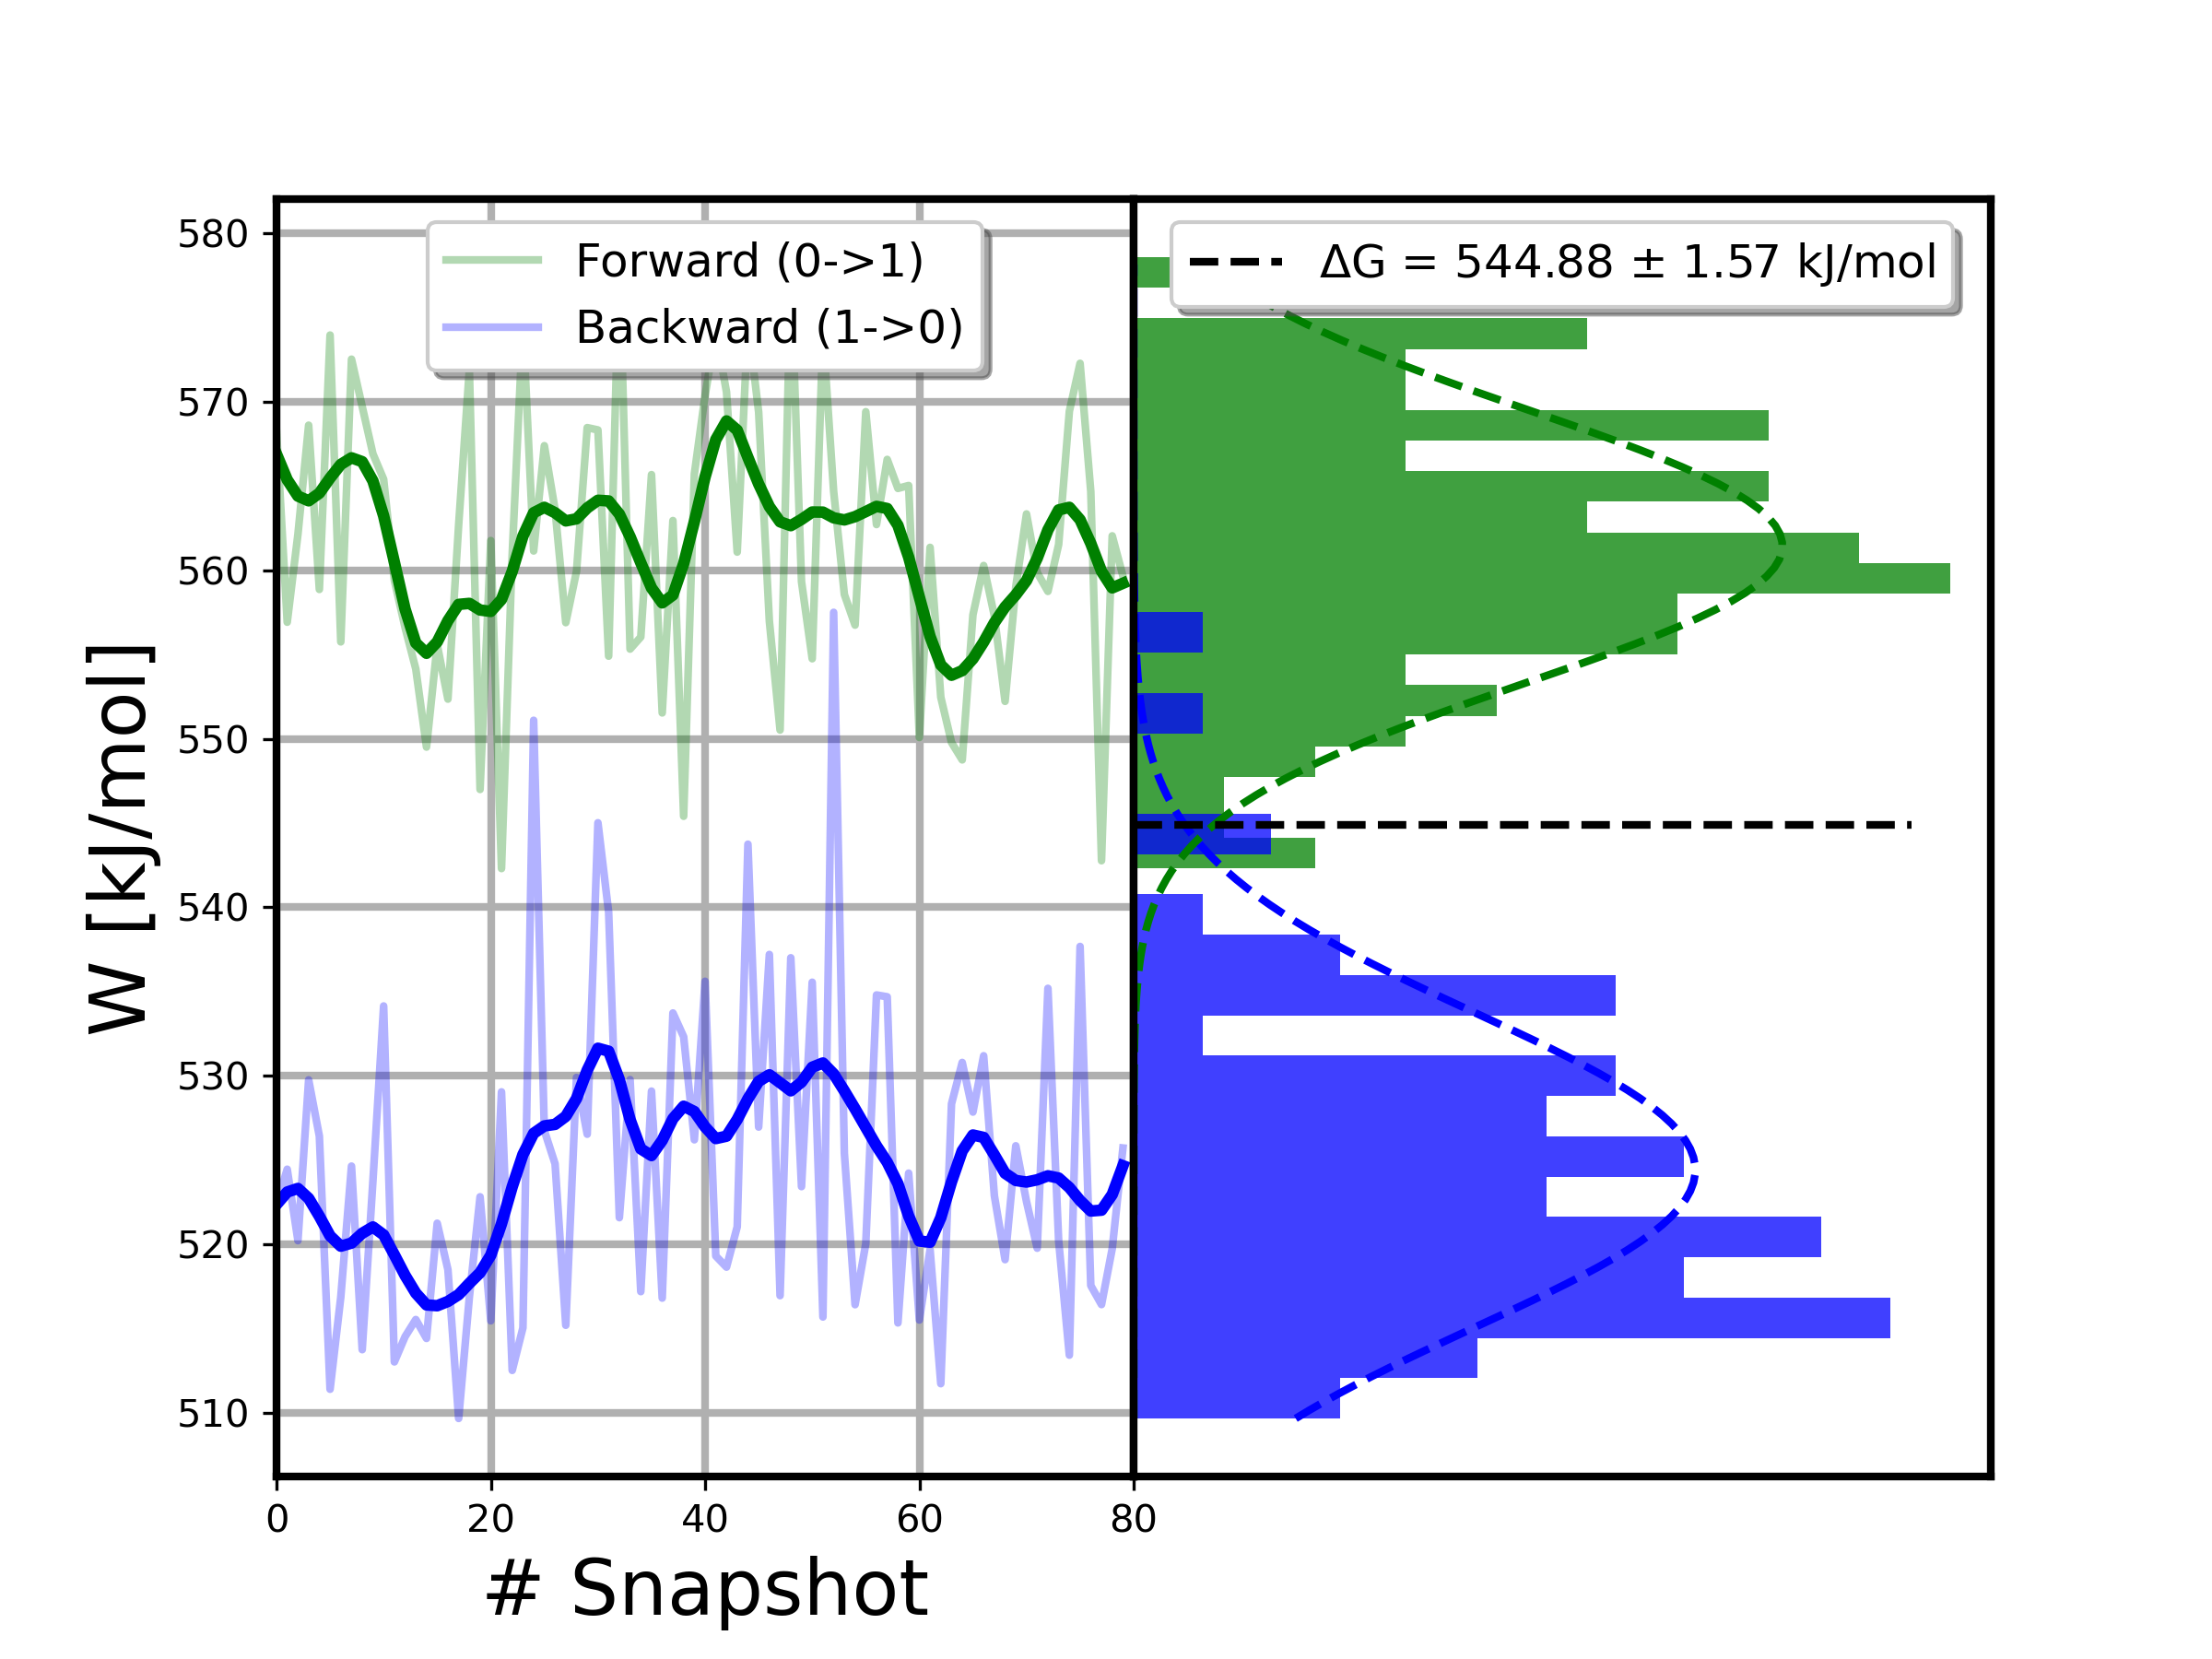 Forward (0->1)
Backward (1->0)
ΔG = 544.88 ± 1.57 kJ/mol
W [kJ/mol]
580
570
560
550
540
530
520
510
0 20 40 60 80
# Snapshot